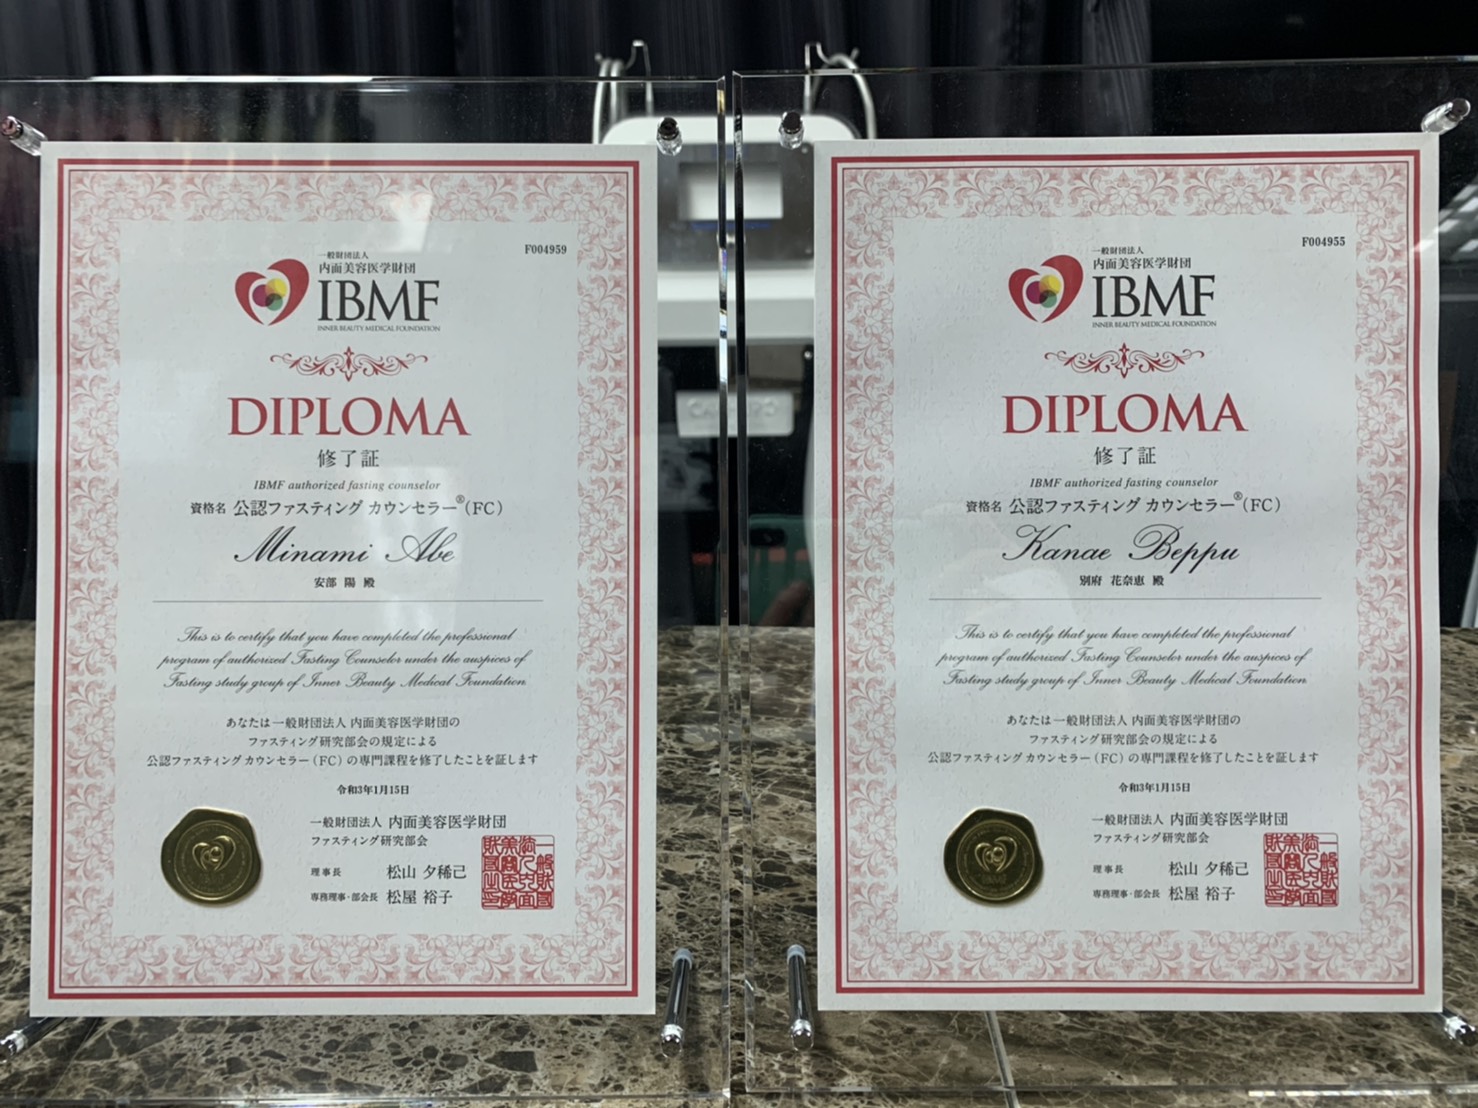 F004959
一般財団法人
内面美容医学財団
IBMF
INNER BEAUTY MEDICAL FOUNDATION
DIPLOMA
修了証
IBMF authorized fasting counselor
資格名 公認ファスティング カウンセラー®(FC)
Minami Abe
安部 陽 殿
This is to certify that you have completed the professional
program of authorized Fasting Counselor under the auspices of
Fasting study group of Inner Beauty Medical Foundation.
あなたは一般財団法人 内面美容医学財団の
ファスティング研究部会の規定による
公認ファスティング カウンセラー(FC)の専門課程を修了したことを証します
令和3年1月15日
一般財団法人 内面美容医学財団
ファスティング研究部会
理事長 松山 夕稀己
専務理事・部会長 松屋 裕子
F004955
一般財団法人
内面美容医学財団
IBMF
INNER BEAUTY MEDICAL FOUNDATION
DIPLOMA
修了証
IBMF authorized fasting counselor
資格名 公認ファスティング カウンセラー®(FC)
Kanae Beppu
別府 花奈恵 殿
This is to certify that you have completed the professional
program of authorized Fasting Counselor under the auspices of
Fasting study group of Inner Beauty Medical Foundation.
あなたは一般財団法人 内面美容医学財団の
ファスティング研究部会の規定による
公認ファスティング カウンセラー(FC)の専門課程を修了したことを証します
令和3年1月15日
一般財団法人 内面美容医学財団
ファスティング研究部会
理事長 松山 夕稀己
専務理事・部会長 松屋 裕子
IBMF